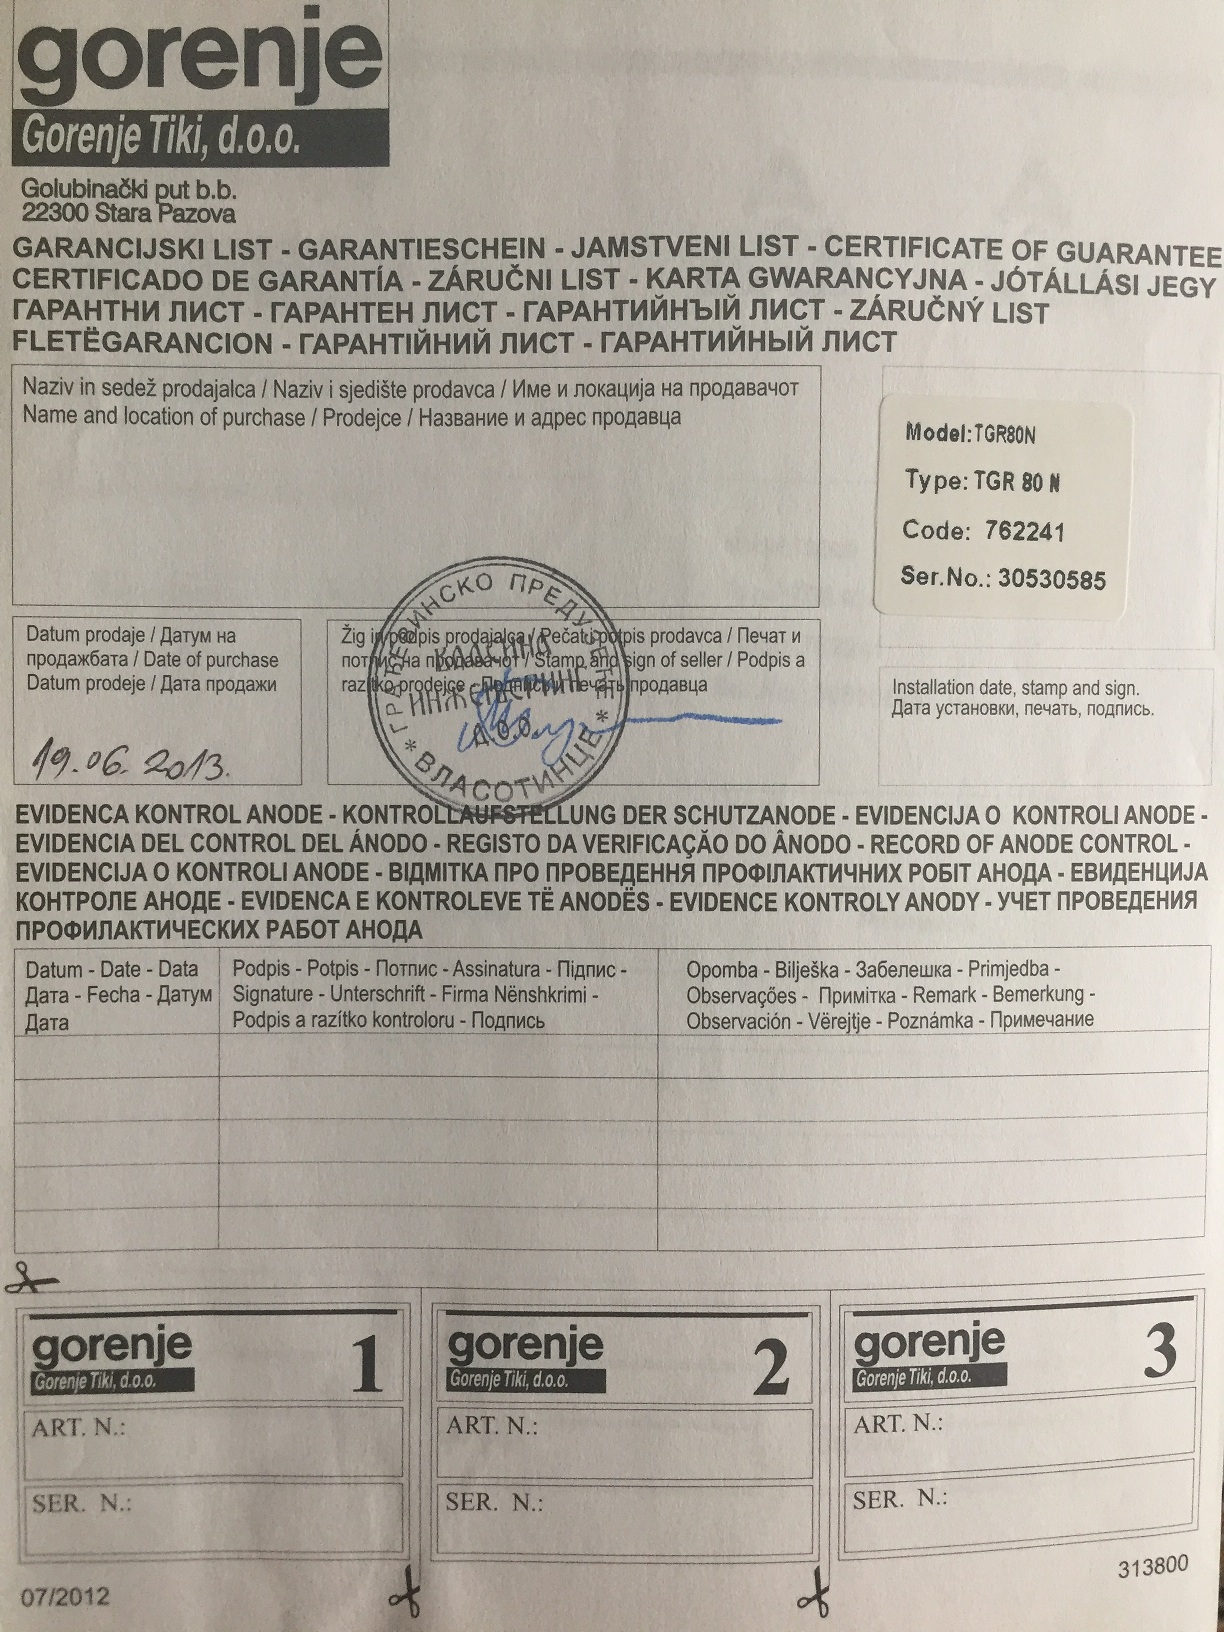 gorenje
Gorenje Tiki, d.o.o.
Golubinački put b.b.
22300 Stara Pazova
GARANCIJSKI LIST - GARANTIESCHEIN - JAMSTVENI LIST - CERTIFICATE OF GUARANTEE
CERTIFICADO DE GARANTÍA - ZÁRUČNI LIST - KARTA GWARANCYJNA - JÓTÁLLÁSI JEGY
ГАРАНТНИ ЛИСТ - ГАРАНТЕН ЛИСТ - ГАРАНТИЙНЪІЙ ЛИСТ - ZÁRUČNÝ LIST
FLETËGARANCION - ГАРАНТІЙНИЙ ЛИСТ - ГАРАНТИЙНЫЙ ЛИСТ
Naziv in sedež prodajalca / Naziv i sjedište prodavca / Име и локација на продавачот
Name and location of purchase / Prodejce / Название и адрес продавца
Model:TGR80N
Type: TGR 80 N
Code: 762241
Ser.No.: 30530585
Datum prodaje / Датум на
продажбата / Date of purchase
Datum prodeje / Дата продажи
19.06.2013.
Žig in podpis prodajalca / Pečat i potpis prodavca / Печат и
потпис на продавачот / Stamp and sign of seller / Podpis a
razítko prodejce - Подпись и печать продавца
ГРАЂЕВИНСКО ПРЕДУЗЕЋЕ
ИНЖЕЊЕРИНГ
Д.О.О.
* ВЛАСОТИНЦЕ *
Installation date, stamp and sign.
Дата установки, печать, подпись.
EVIDENCA KONTROL ANODE - KONTROLLAUFSTELLUNG DER SCHUTZANODE - EVIDENCIJA O KONTROLI ANODE -
EVIDENCIA DEL CONTROL DEL ÁNODO - REGISTO DA VERIFICAÇÃO DO ÂNODO - RECORD OF ANODE CONTROL -
EVIDENCIJA O KONTROLI ANODE - ВІДМІТКА ПРО ПРОВЕДЕННЯ ПРОФІЛАКТИЧНИХ РОБІТ АНОДА - ЕВИДЕНЦИЈА
КОНТРОЛЕ АНОДЕ - EVIDENCA E KONTROLEVE TË ANODËS - EVIDENCE KONTROLY ANODY - УЧЕТ ПРОВЕДЕНИЯ
ПРОФИЛАКТИЧЕСКИХ РАБОТ АНОДА
Datum - Date - Data
Дата - Fecha - Датум
Дата
Podpis - Potpis - Потпис - Assinatura - Підпис -
Signature - Unterschrift - Firma Nënshkrimi -
Podpis a razítko kontroloru - Подпись
Opomba - Bilješka - Забелешка - Primjedba -
Observações - Примітка - Remark - Bemerkung -
Observación - Vërejtje - Poznámka - Примечание
gorenje
Gorenje Tiki, d.o.o.
1
ART. N.:
SER. N.:
gorenje
Gorenje Tiki, d.o.o.
2
ART. N.:
SER. N.:
gorenje
Gorenje Tiki, d.o.o.
3
ART. N.:
SER. N.:
07/2012
313800